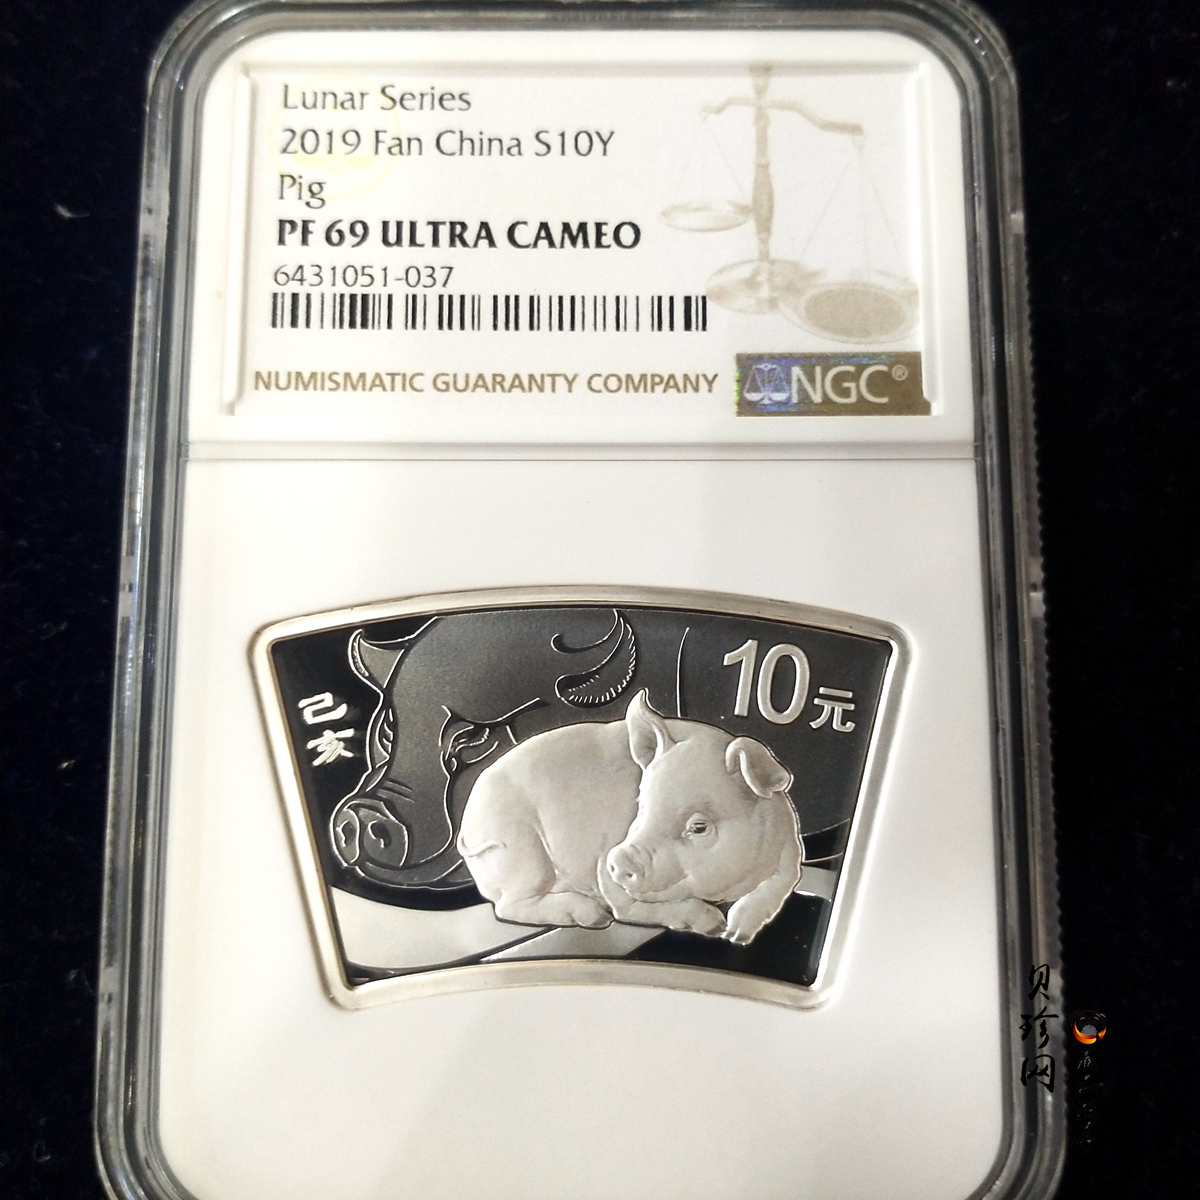 Lunar Series
2019 Fan China S10Y
Pig
PF 69 ULTRA CAMEO
6431051-037
NUMISMATIC GUARANTY COMPANY
NGC®
10元
己亥
贝珍网